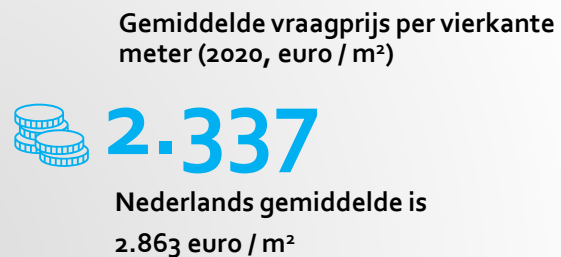 Gemiddelde vraagprijs per vierkante
meter (2020, euro / m²)
2.337
Nederlands gemiddelde is
2.863 euro / m²